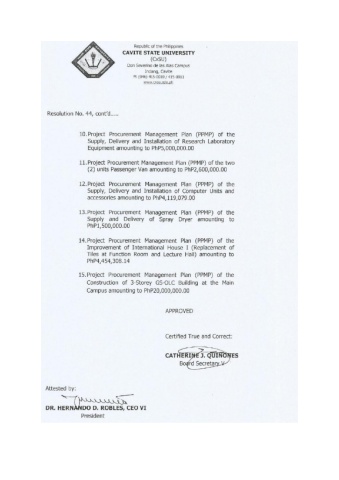 Republic of the Philippines
CAVITE STATE UNIVERSITY
(CvSU)
Don Severino de las Alas Campus
Indang, Cavite
www.cvsu.edu.ph
Resolution No. 44, cont'd.....
10.Project Procurement Management Plan (PPMP) of the
Supply, Delivery and Installation of Research Laboratory
Equipment amounting to PhP5,000,000.00
11.Project Procurement Management Plan (PPMP) of the two
(2) units Passenger Van amounting to PhP2,600,000.00
12.Project Procurement Management Plan (PPMP) of the
Supply, Delivery and Installation of Computer Units and
accessories amounting to PhP4,119,079.00
13.Project Procurement Management Plan (PPMP) of the
Supply and Delivery of Spray Dryer amounting to
PhP1,500,000.00
14.Project Procurement Management Plan (PPMP) of the
Improvement of International House I (Replacement of
Tiles at Function Room and Lecture Hall) amounting to
PhP4,454,308.14
15.Project Procurement Management Plan (PPMP) of the
Construction of 3-Storey GS-OLC Building at the Main
Campus amounting to PhP20,000,000.00
APPROVED
Certified True and Correct:
CATHERINE J. QUIÑONES
Board Secretary V
Attested by:
DR. HERNANDO D. ROBLES, CEO VI
President